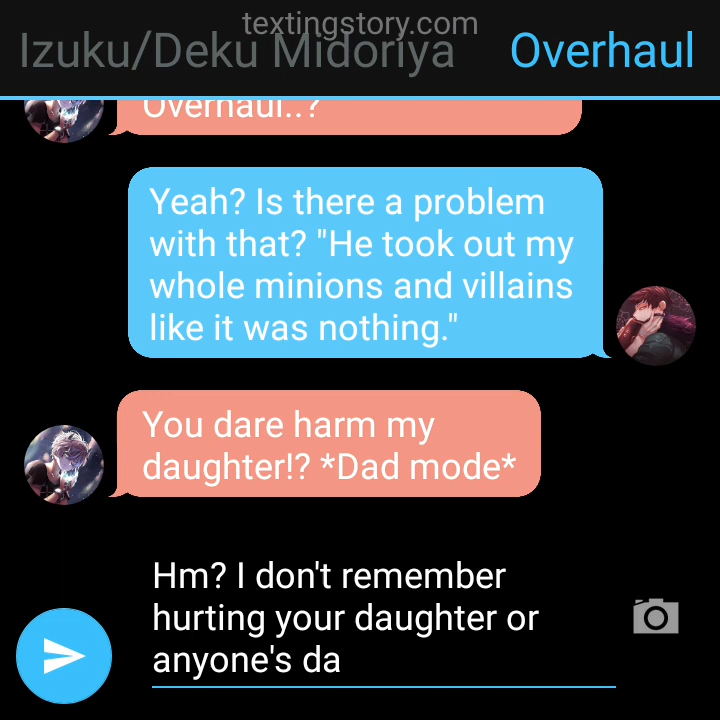 textingstory.com
Izuku/Deku Midoriya Overhaul
Overhaul..?
Yeah? Is there a problem
with that? "He took out my
whole minions and villains
like it was nothing."
You dare harm my
daughter!? *Dad mode*
Hm? I don't remember
hurting your daughter or
anyone's da